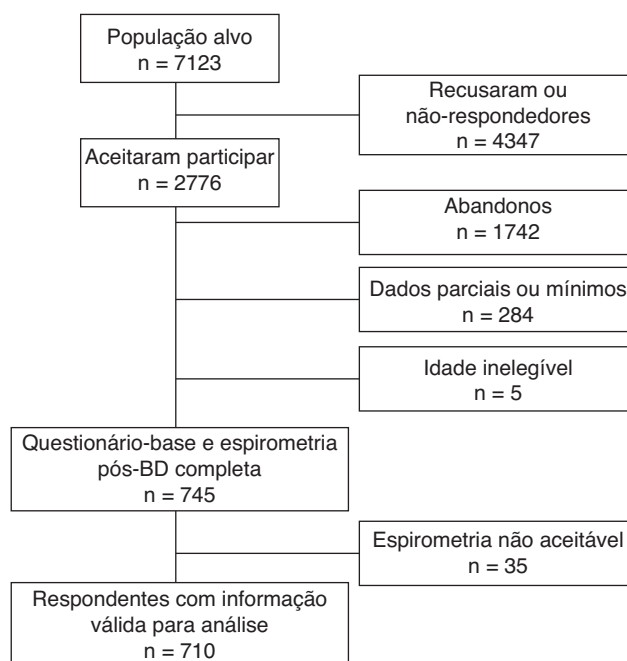 População alvo
n = 7123
Recusaram ou
não-respondedores
n = 4347
Aceitaram participar
n = 2776
Abandonos
n = 1742
Dados parciais ou mínimos
n = 284
Idade inelegível
n = 5
Questionário-base e espirometria
pós-BD completa
n = 745
Espirometria não aceitável
n = 35
Respondentes com informação
válida para análise
n = 710